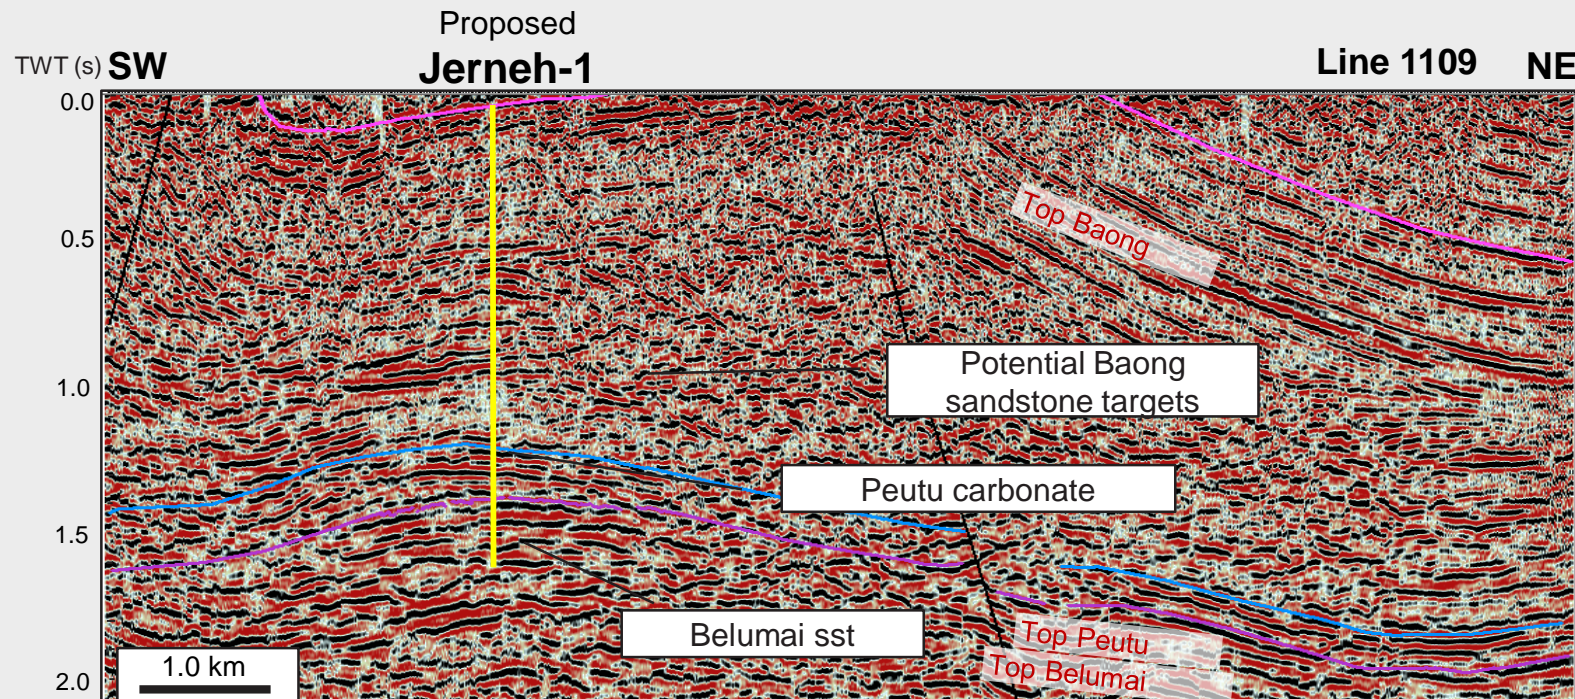 Proposed
TWT (s) SW Jerneh-1 Line 1109 NE
0.0
Top Baong
0.5
Potential Baong
sandstone targets
1.0
Peutu carbonate
1.5
Belumai sst
Top Peutu
Top Belumai
1.0 km
2.0